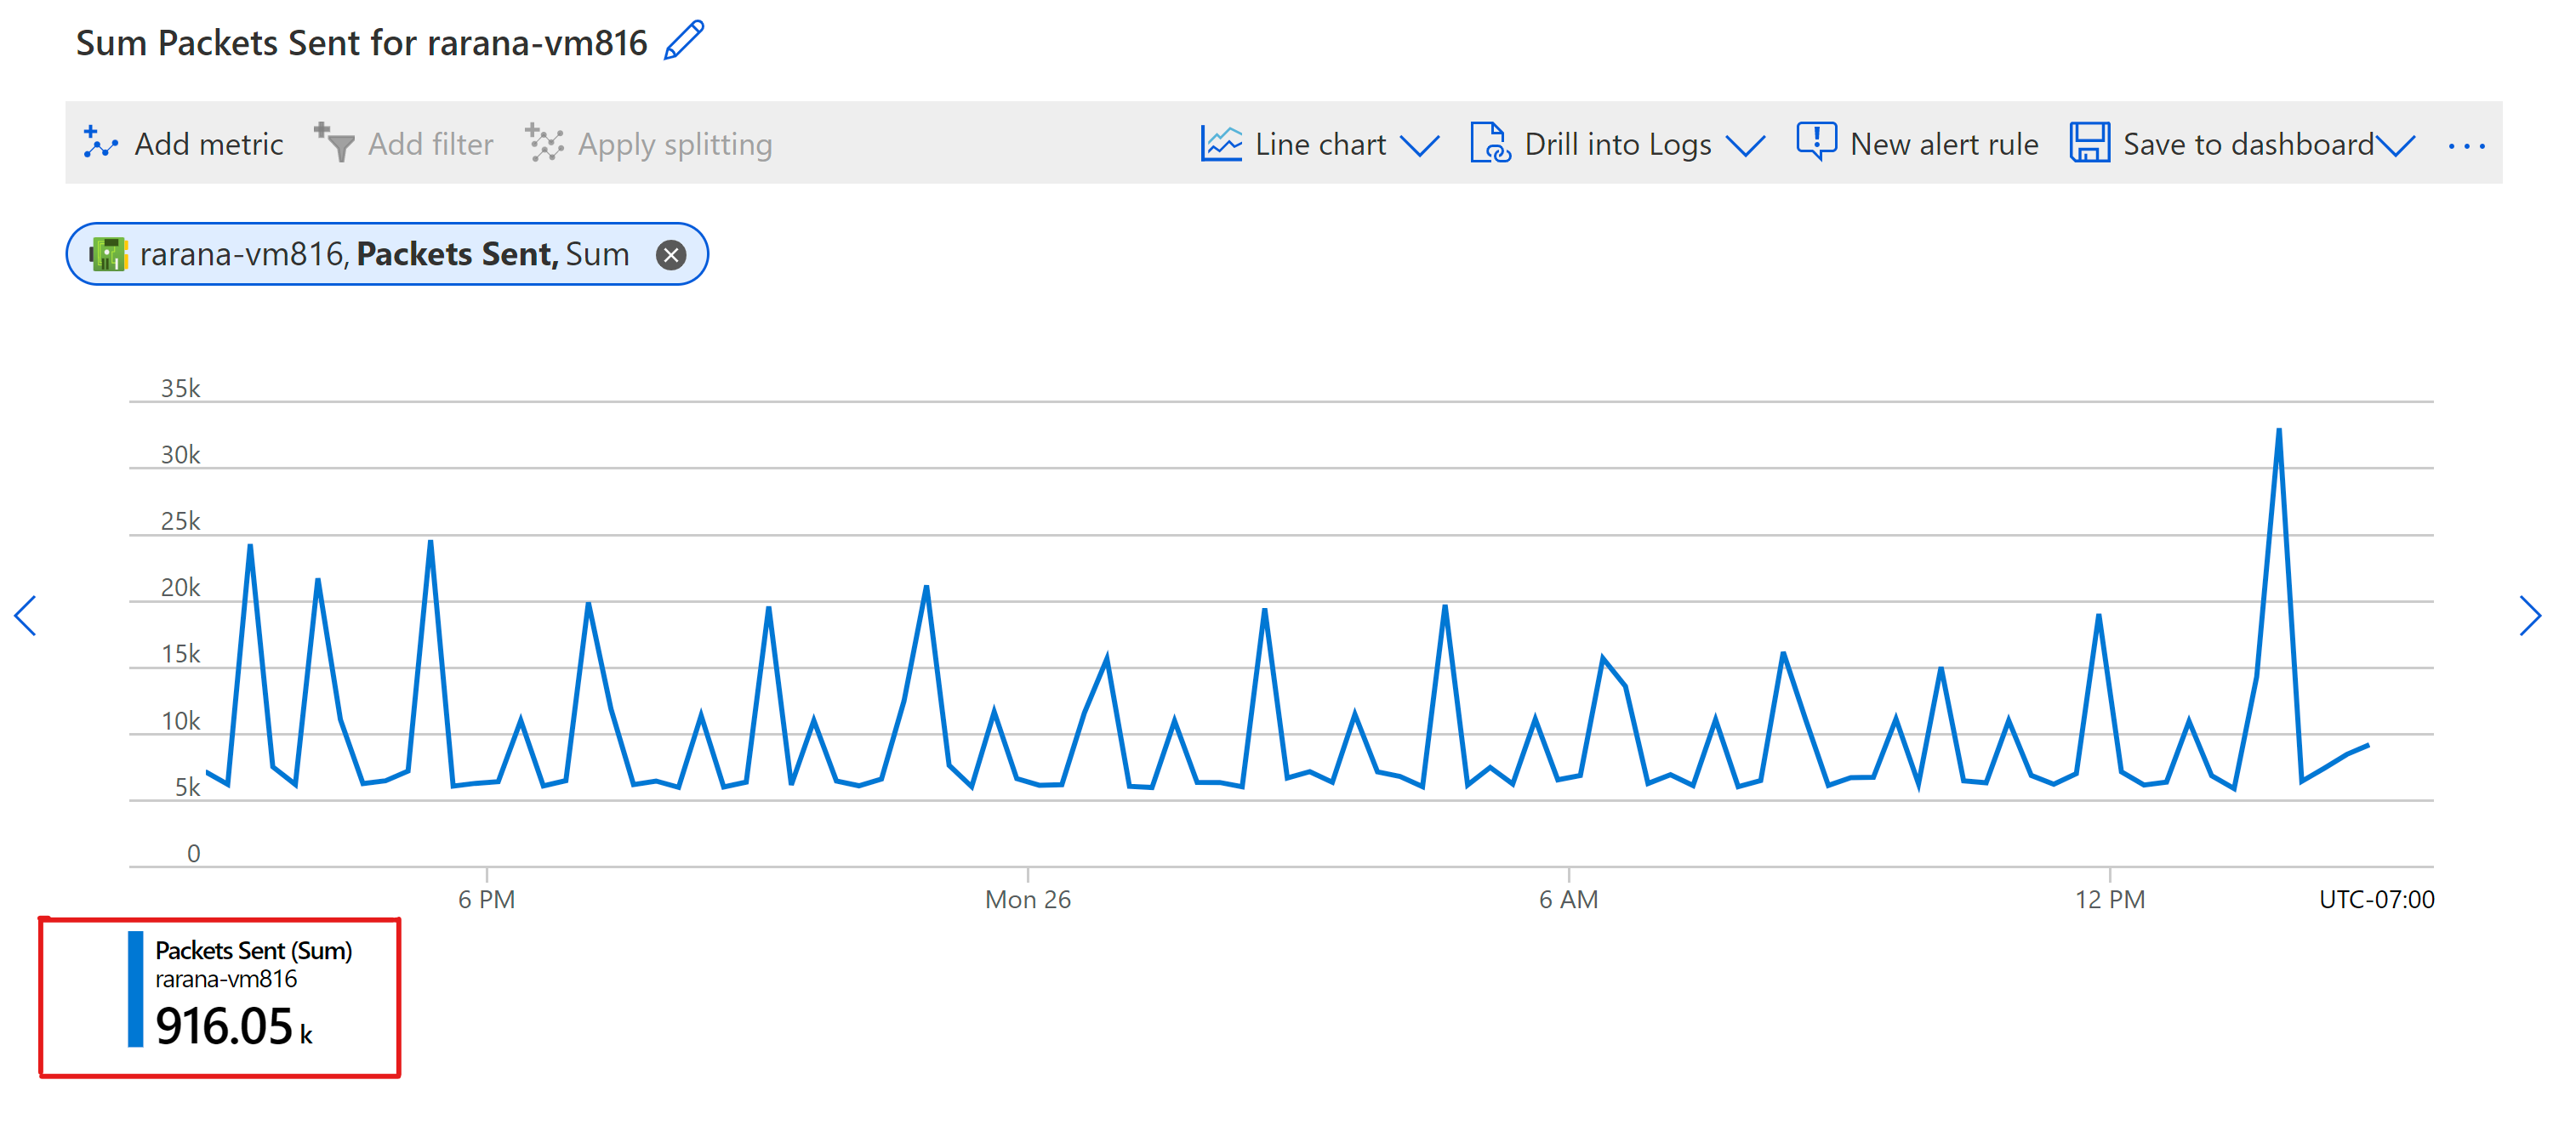 Sum Packets Sent for rarana-vm816
Add metric Add filter Apply splitting Line chart Drill into Logs New alert rule Save to dashboard ...
rarana-vm816, Packets Sent, Sum
35k
30k
25k
20k
15k
10k
5k
0
6 PM Mon 26 6 AM 12 PM UTC-07:00
Packets Sent (Sum)
rarana-vm816
916.05 k